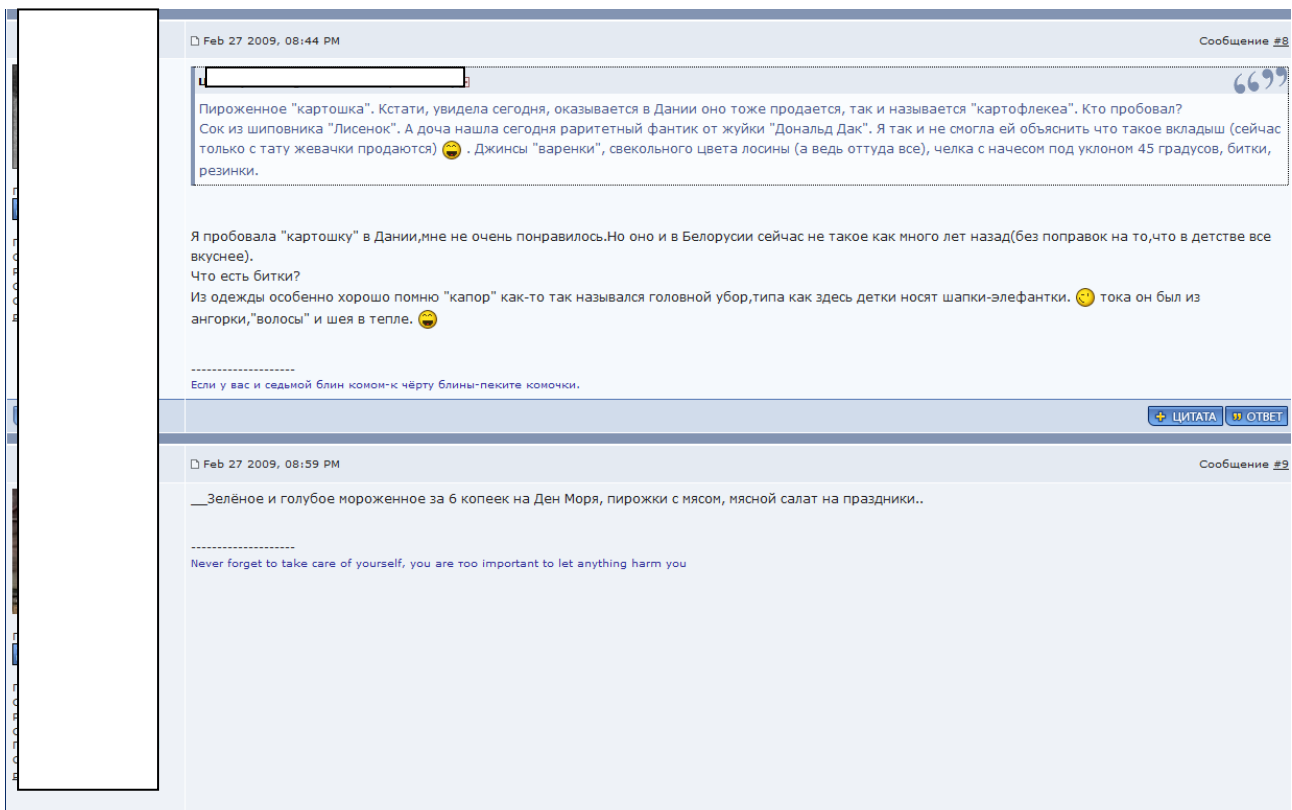 Feb 27 2009, 08:44 PM
Сообщение #8
Пироженное "картошка". Кстати, увидела сегодня, оказывается в Дании оно тоже продается, так и называется "картофлекеа". Кто пробовал?
Сок из шиповника "Лисенок". А доча нашла сегодня раритетный фантик от жуйки "Дональд Дак". Я так и не смогла ей объяснить что такое вкладыш (сейчас
только с тату жевачки продаются) . Джинсы "варенки", свекольного цвета лосины (а ведь оттуда все), челка с начесом под уклоном 45 градусов, битки,
резинки.
Я пробовала "картошку" в Дании,мне не очень понравилось.Но оно и в Белорусии сейчас не такое как много лет назад(без поправок на то,что в детстве все
вкуснее).
Что есть битки?
Из одежды особенно хорошо помню "капор" как-то так назывался головной убор,типа как здесь детки носят шапки-элефантки. тока он был из
ангорки,"волосы" и шея в тепле.
--------------------
Если у вас и седьмой блин комом-к чёрту блины-пеките комочки.
ЦИТАТА
ОТВЕТ
Feb 27 2009, 08:59 PM
Сообщение #9
__Зелёное и голубое мороженное за 6 копеек на Ден Моря, пирожки с мясом, мясной салат на праздники..
--------------------
Never forget to take care of yourself, you are тоо important to let anything harm you